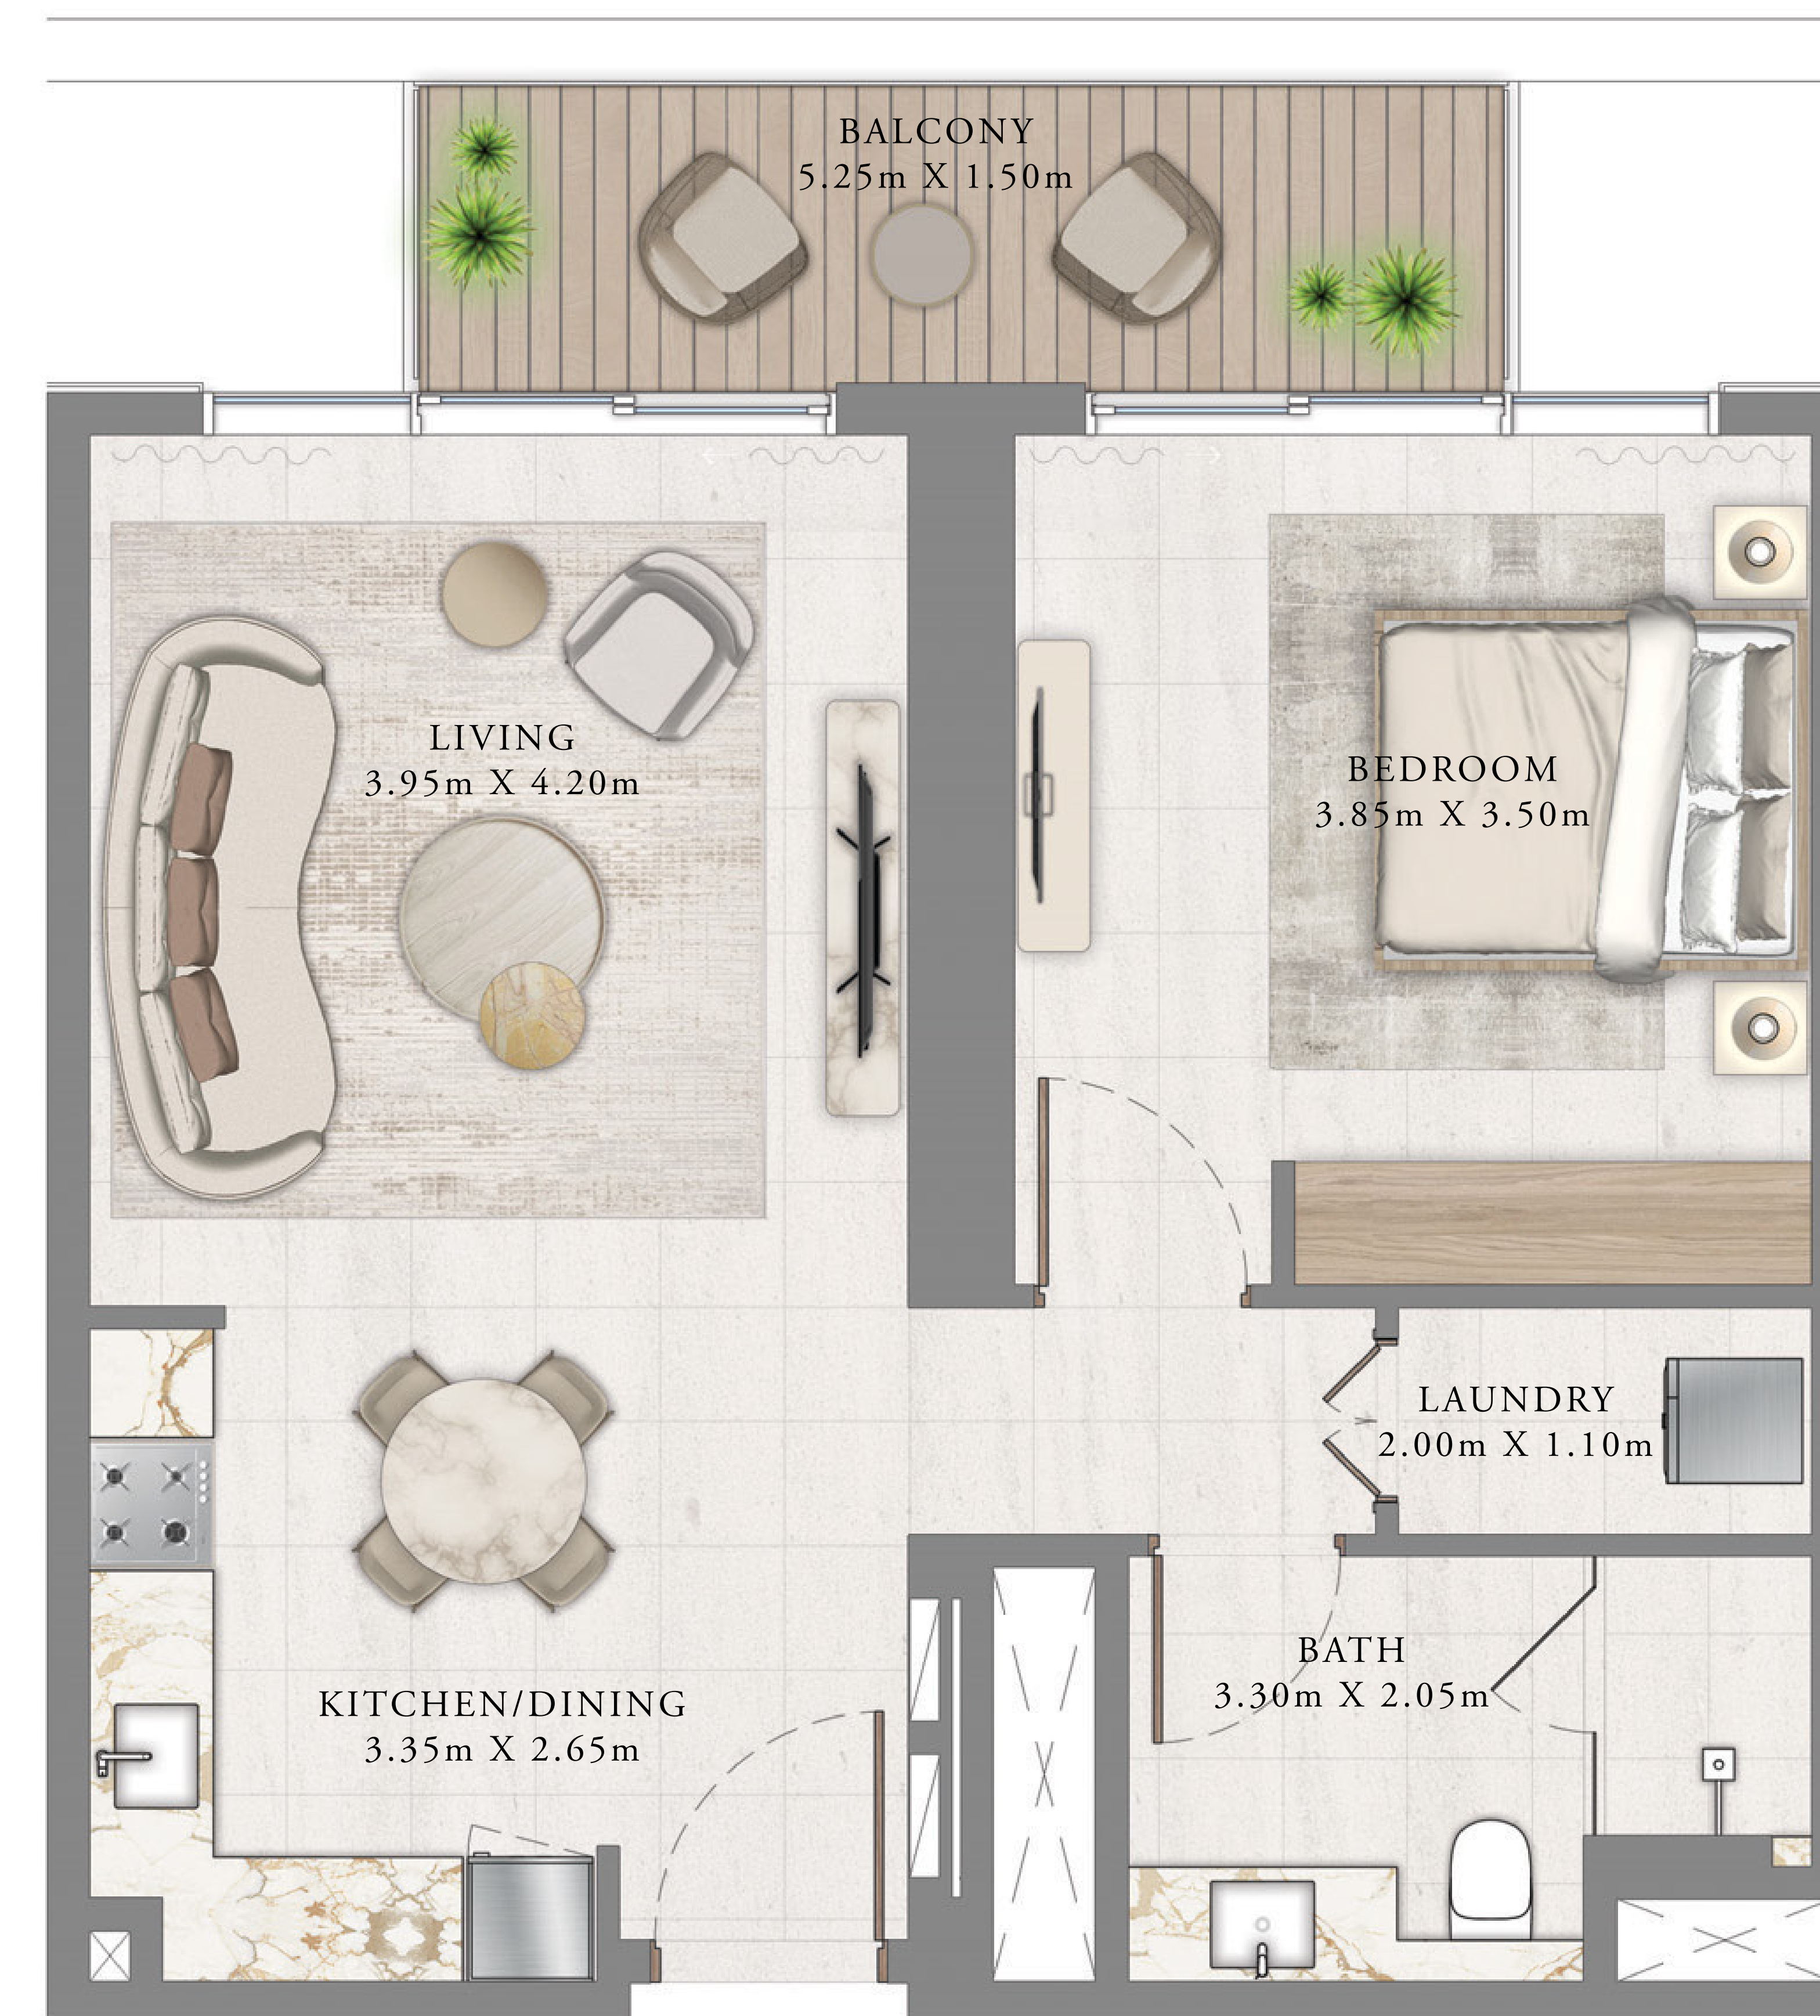 BALCONY
5.25m X 1.50m
LIVING
3.95m X 4.20m
BEDROOM
3.85m X 3.50m
LAUNDRY
2.00m X 1.10m
KITCHEN/DINING
3.35m X 2.65m
BATH
3.30m X 2.05m